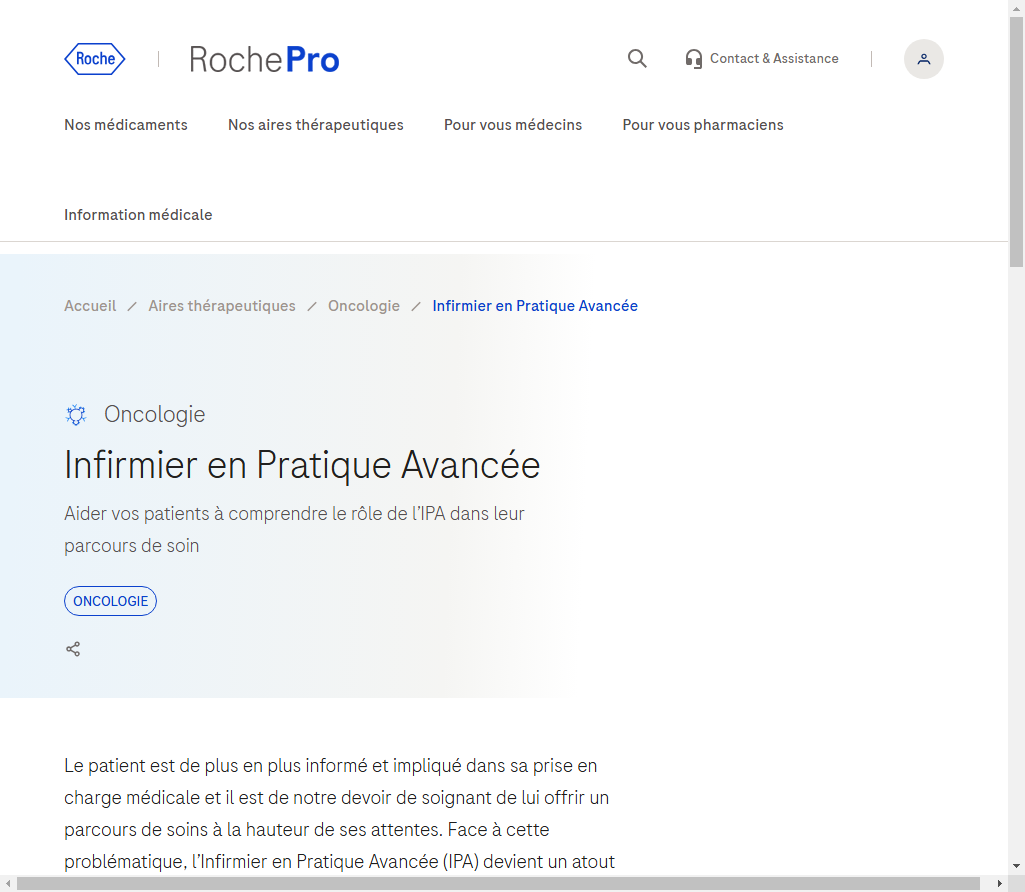 Roche
RochePro
Contact & Assistance
Nos médicaments
Nos aires thérapeutiques
Pour vous médecins
Pour vous pharmaciens
Information médicale
Accueil / Aires thérapeutiques / Oncologie / Infirmier en Pratique Avancée
Oncologie
Infirmier en Pratique Avancée
Aider vos patients à comprendre le rôle de l’IPA dans leur
parcours de soin
ONCOLOGIE
Le patient est de plus en plus informé et impliqué dans sa prise en
charge médicale et il est de notre devoir de soignant de lui offrir un
parcours de soins à la hauteur de ses attentes. Face à cette
problématique, l’Infirmier en Pratique Avancée (IPA) devient un atout